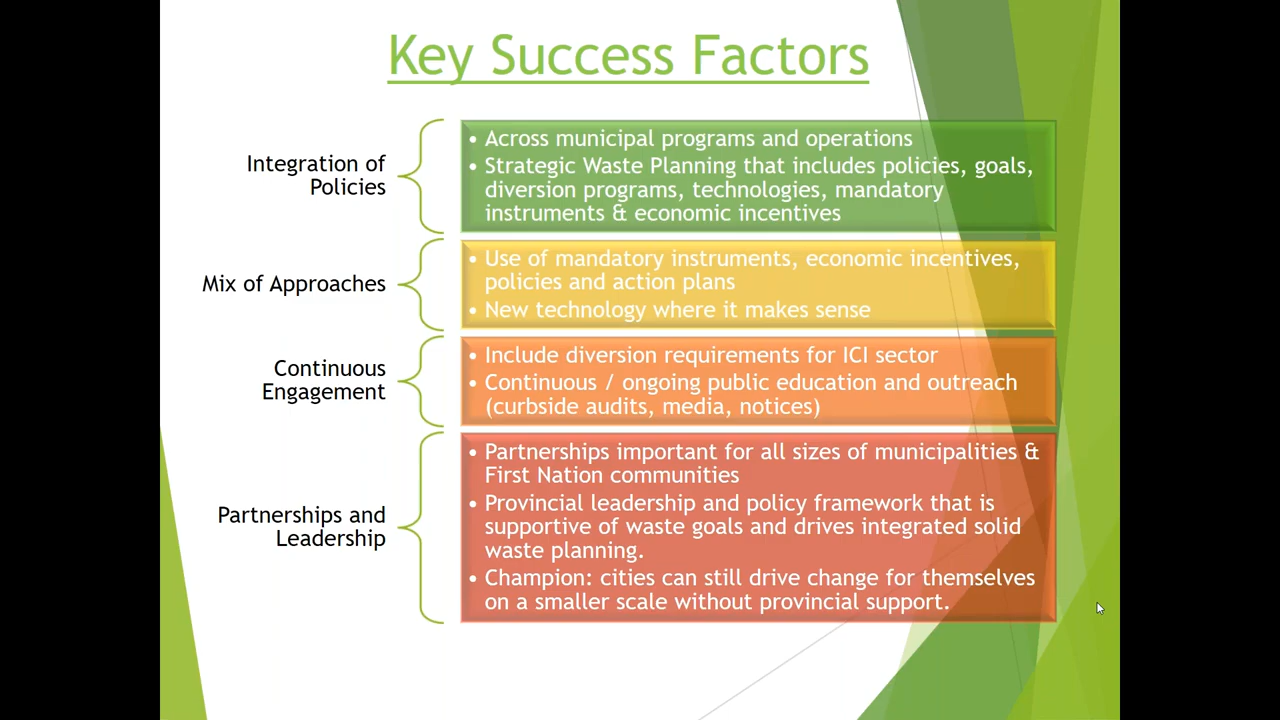 Key Success Factors
Integration of
Policies
• Across municipal programs and operations
• Strategic Waste Planning that includes policies, goals,
diversion programs, technologies, mandatory
instruments & economic incentives
Mix of Approaches
• Use of mandatory instruments, economic incentives,
policies and action plans
• New technology where it makes sense
Continuous
Engagement
• Include diversion requirements for ICI sector
• Continuous / ongoing public education and outreach
(curbside audits, media, notices)
Partnerships and
Leadership
• Partnerships important for all sizes of municipalities &
First Nation communities
• Provincial leadership and policy framework that is
supportive of waste goals and drives integrated solid
waste planning.
• Champion: cities can still drive change for themselves
on a smaller scale without provincial support.